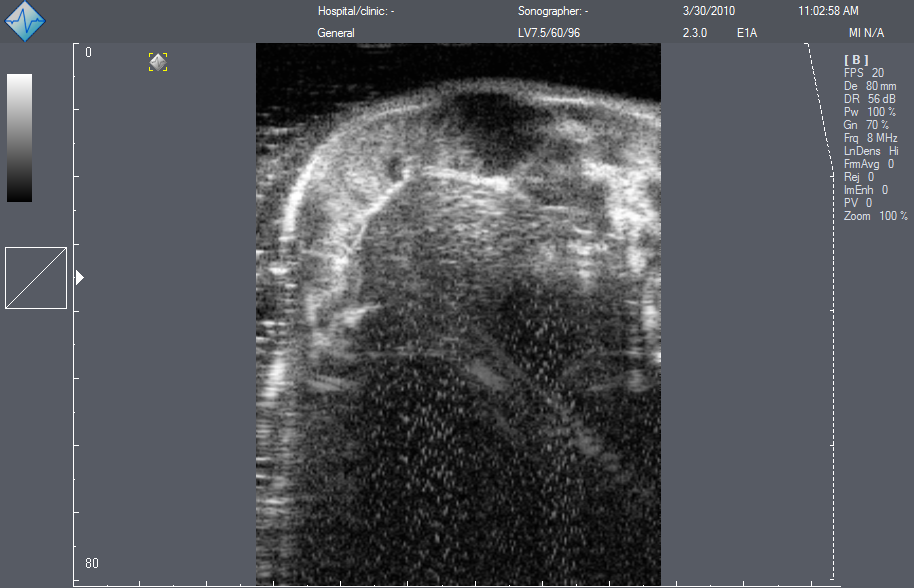 Hospital/clinic: - Sonographer: - 3/30/2010 11:02:58 AM
General LV7.5/60/96 2.3.0 E1A MI N/A
0
[ B ]
FPS 20
De 80 mm
DR 56 dB
Pw 100 %
Gn 70 %
Frq 8 MHz
LnDens Hi
FrmAvg 0
Rej 0
ImEnh 0
PV 0
Zoom 100 %
80